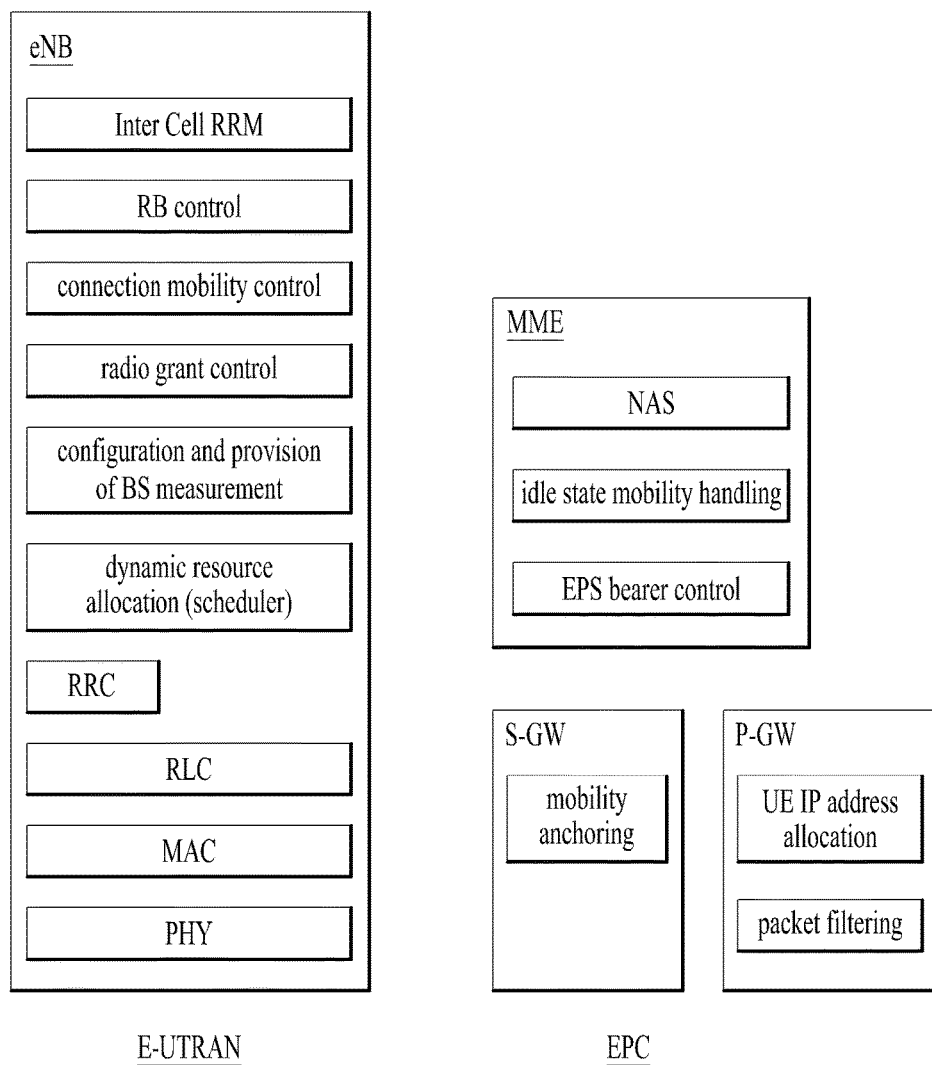 eNB
Inter Cell RRM
RB control
connection mobility control
radio grant control
configuration and provision
of BS measurement
dynamic resource
allocation (scheduler)
RRC
RLC
MAC
PHY
E-UTRAN
MME
NAS
idle state mobility handling
EPS bearer control
S-GW
mobility
anchoring
P-GW
UE IP address
allocation
packet filtering
EPC